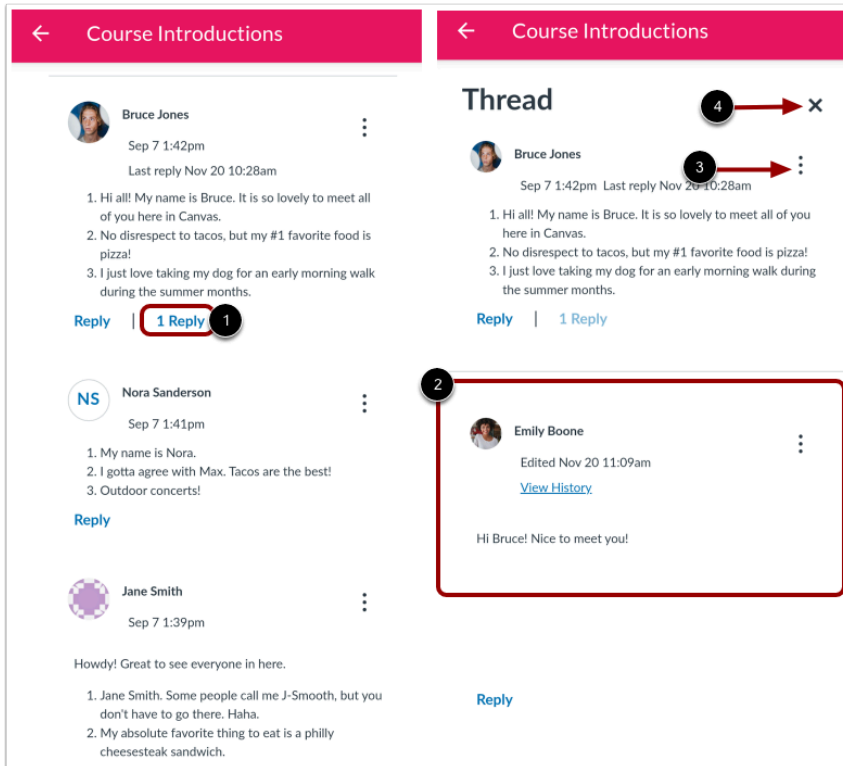 Course Introductions
Bruce Jones
Sep 7 1:42pm
Last reply Nov 20 10:28am
1. Hi all! My name is Bruce. It is so lovely to meet all
of you here in Canvas.
2. No disrespect to tacos, but my #1 favorite food is
pizza!
3. I just love taking my dog for an early morning walk
during the summer months.
Reply | 1 Reply 1
NS
Nora Sanderson
Sep 7 1:41pm
1. My name is Nora.
2. I gotta agree with Max. Tacos are the best!
3. Outdoor concerts!
Reply
Jane Smith
Sep 7 1:39pm
Howdy! Great to see everyone in here.
1. Jane Smith. Some people call me J-Smooth, but you
don't have to go there. Haha.
2. My absolute favorite thing to eat is a philly
cheesesteak sandwich.
Course Introductions
Thread
4
Bruce Jones
3
Sep 7 1:42pm Last reply Nov 20 10:28am
1. Hi all! My name is Bruce. It is so lovely to meet all of you
here in Canvas.
2. No disrespect to tacos, but my #1 favorite food is pizza!
3. I just love taking my dog for an early morning walk during
the summer months.
Reply | 1 Reply
2
Emily Boone
Edited Nov 20 11:09am
View History
Hi Bruce! Nice to meet you!
Reply